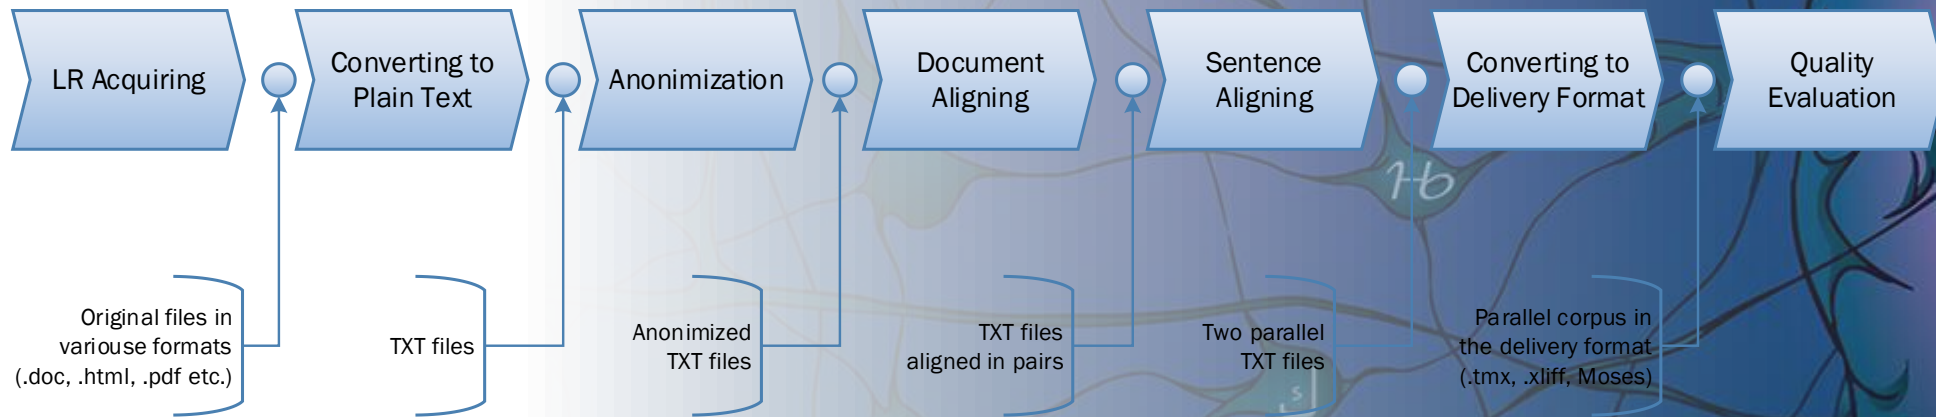 LR Acquiring
Converting to
Plain Text
Anonimization
Document
Aligning
Sentence
Aligning
Converting to
Delivery Format
Quality
Evaluation
Original files in
variouse formats
(.doc, .html, .pdf etc.)
TXT files
Anonimized
TXT files
TXT files
aligned in pairs
Two parallel
TXT files
Parallel corpus in
the delivery format
(.tmx, .xliff, Moses)